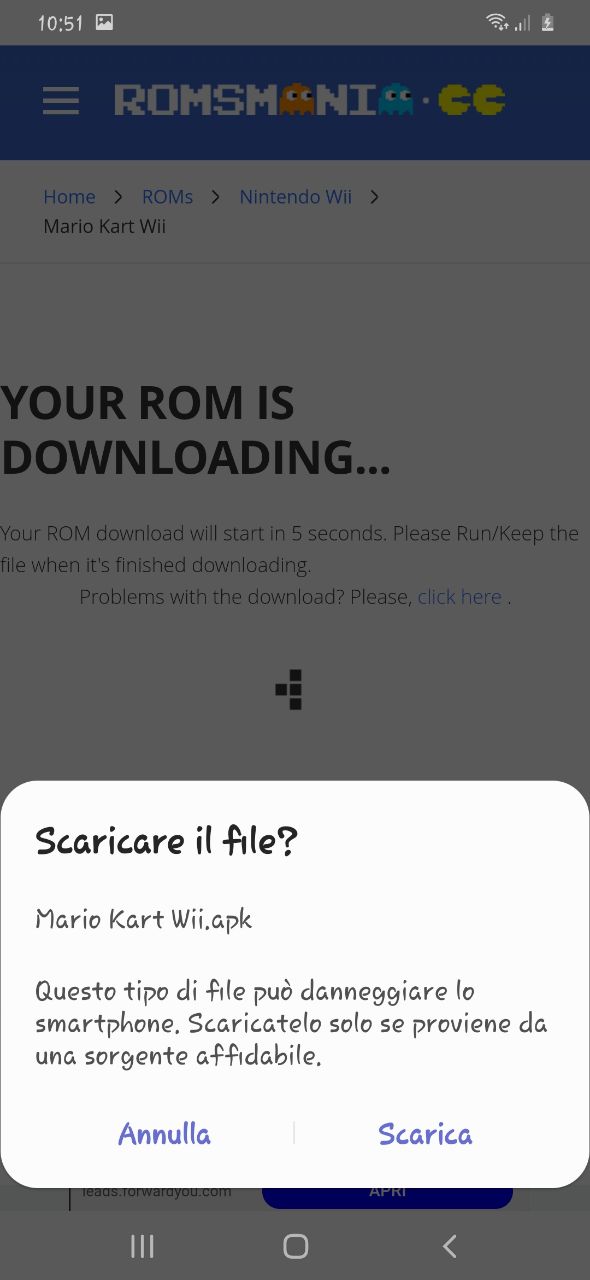 10:51
ROMSMANIA.CC
Home > ROMs > Nintendo Wii >
Mario Kart Wii
YOUR ROM IS
DOWNLOADING...
Your ROM download will start in 5 seconds. Please Run/Keep the
file when it's finished downloading.
Problems with the download? Please, click here .
Scaricare il file?
Mario Kart Wii.apk
Questo tipo di file può danneggiare lo
smartphone. Scaricatelo solo se proviene da
una sorgente affidabile.
Annulla
Scarica
leads.forwardyou.com
APRI